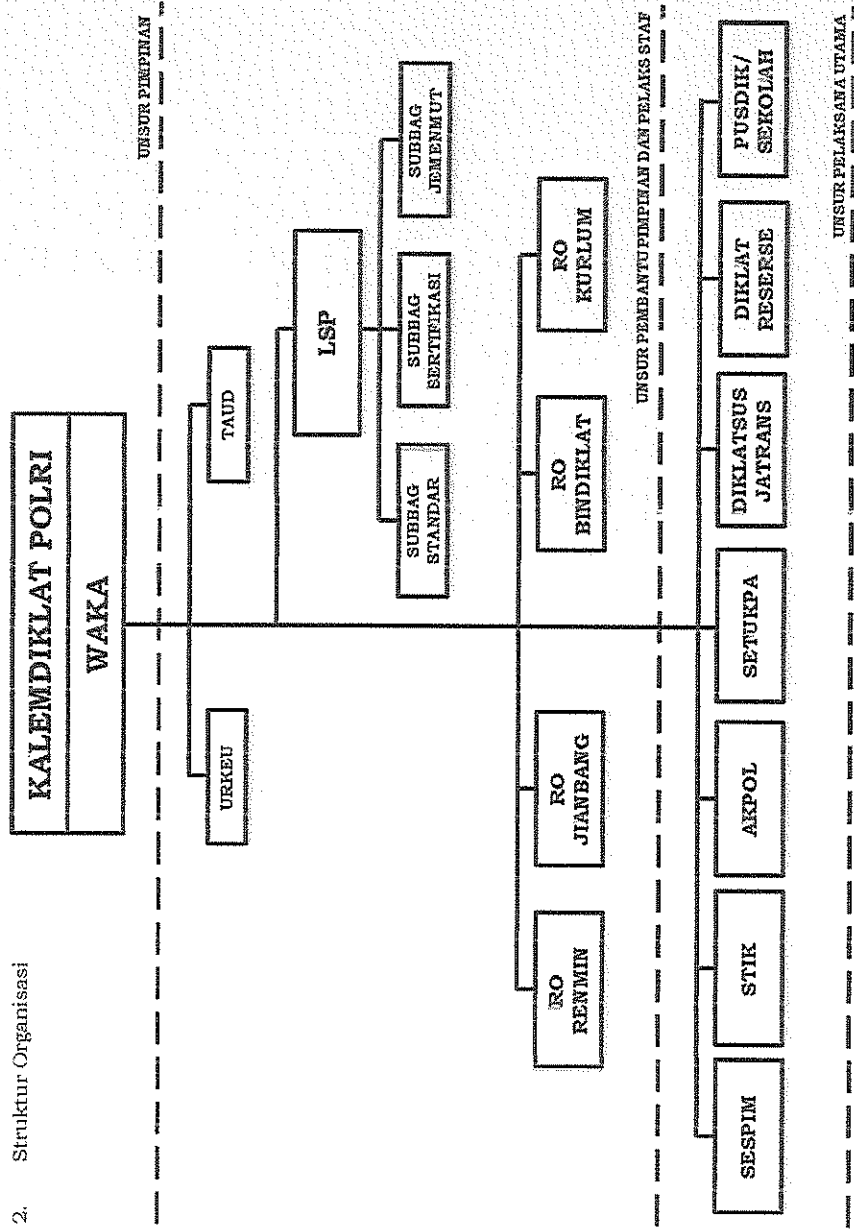 2. Struktur Organisasi
KALEMDIKLAT POLRI
WAKA
UNSUR PIMPINAN
URKEU
TAUD
LSP
SUBBAG
STANDAR
SUBBAG
SERTIFIKASI
SUBBAG
JEMENMUT
RO
RENMIN
RO
JIANBANG
RO
BINDIKLAT
RO
KURLUM
UNSUR PEMBANTU PIMPINAN DAN PELAKS STAF
SESPIM
STIK
AKPOL
SETUKPA
DIKLATSUS
JATRANS
DIKLAT
RESERSE
PUSDIK/
SEKOLAH
UNSUR PELAKSANA UTAMA